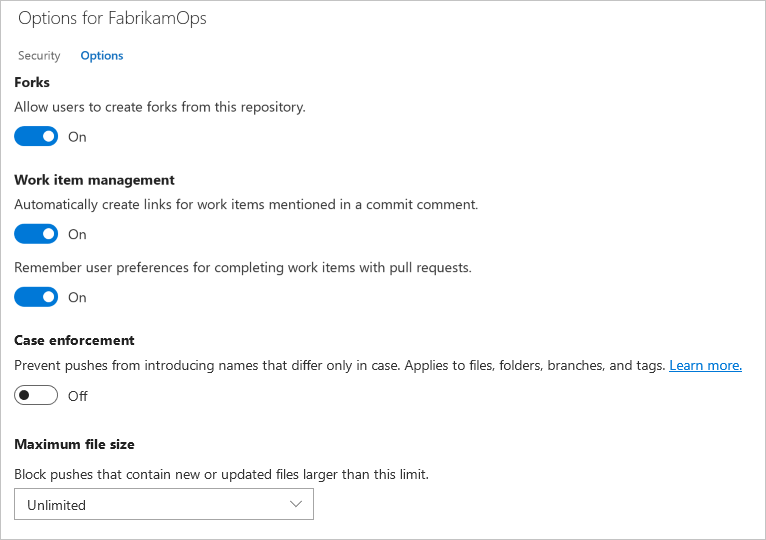 Options for FabrikamOps
Security Options
Forks
Allow users to create forks from this repository.
On
Work item management
Automatically create links for work items mentioned in a commit comment.
On
Remember user preferences for completing work items with pull requests.
On
Case enforcement
Prevent pushes from introducing names that differ only in case. Applies to files, folders, branches, and tags. Learn more.
Off
Maximum file size
Block pushes that contain new or updated files larger than this limit.
Unlimited